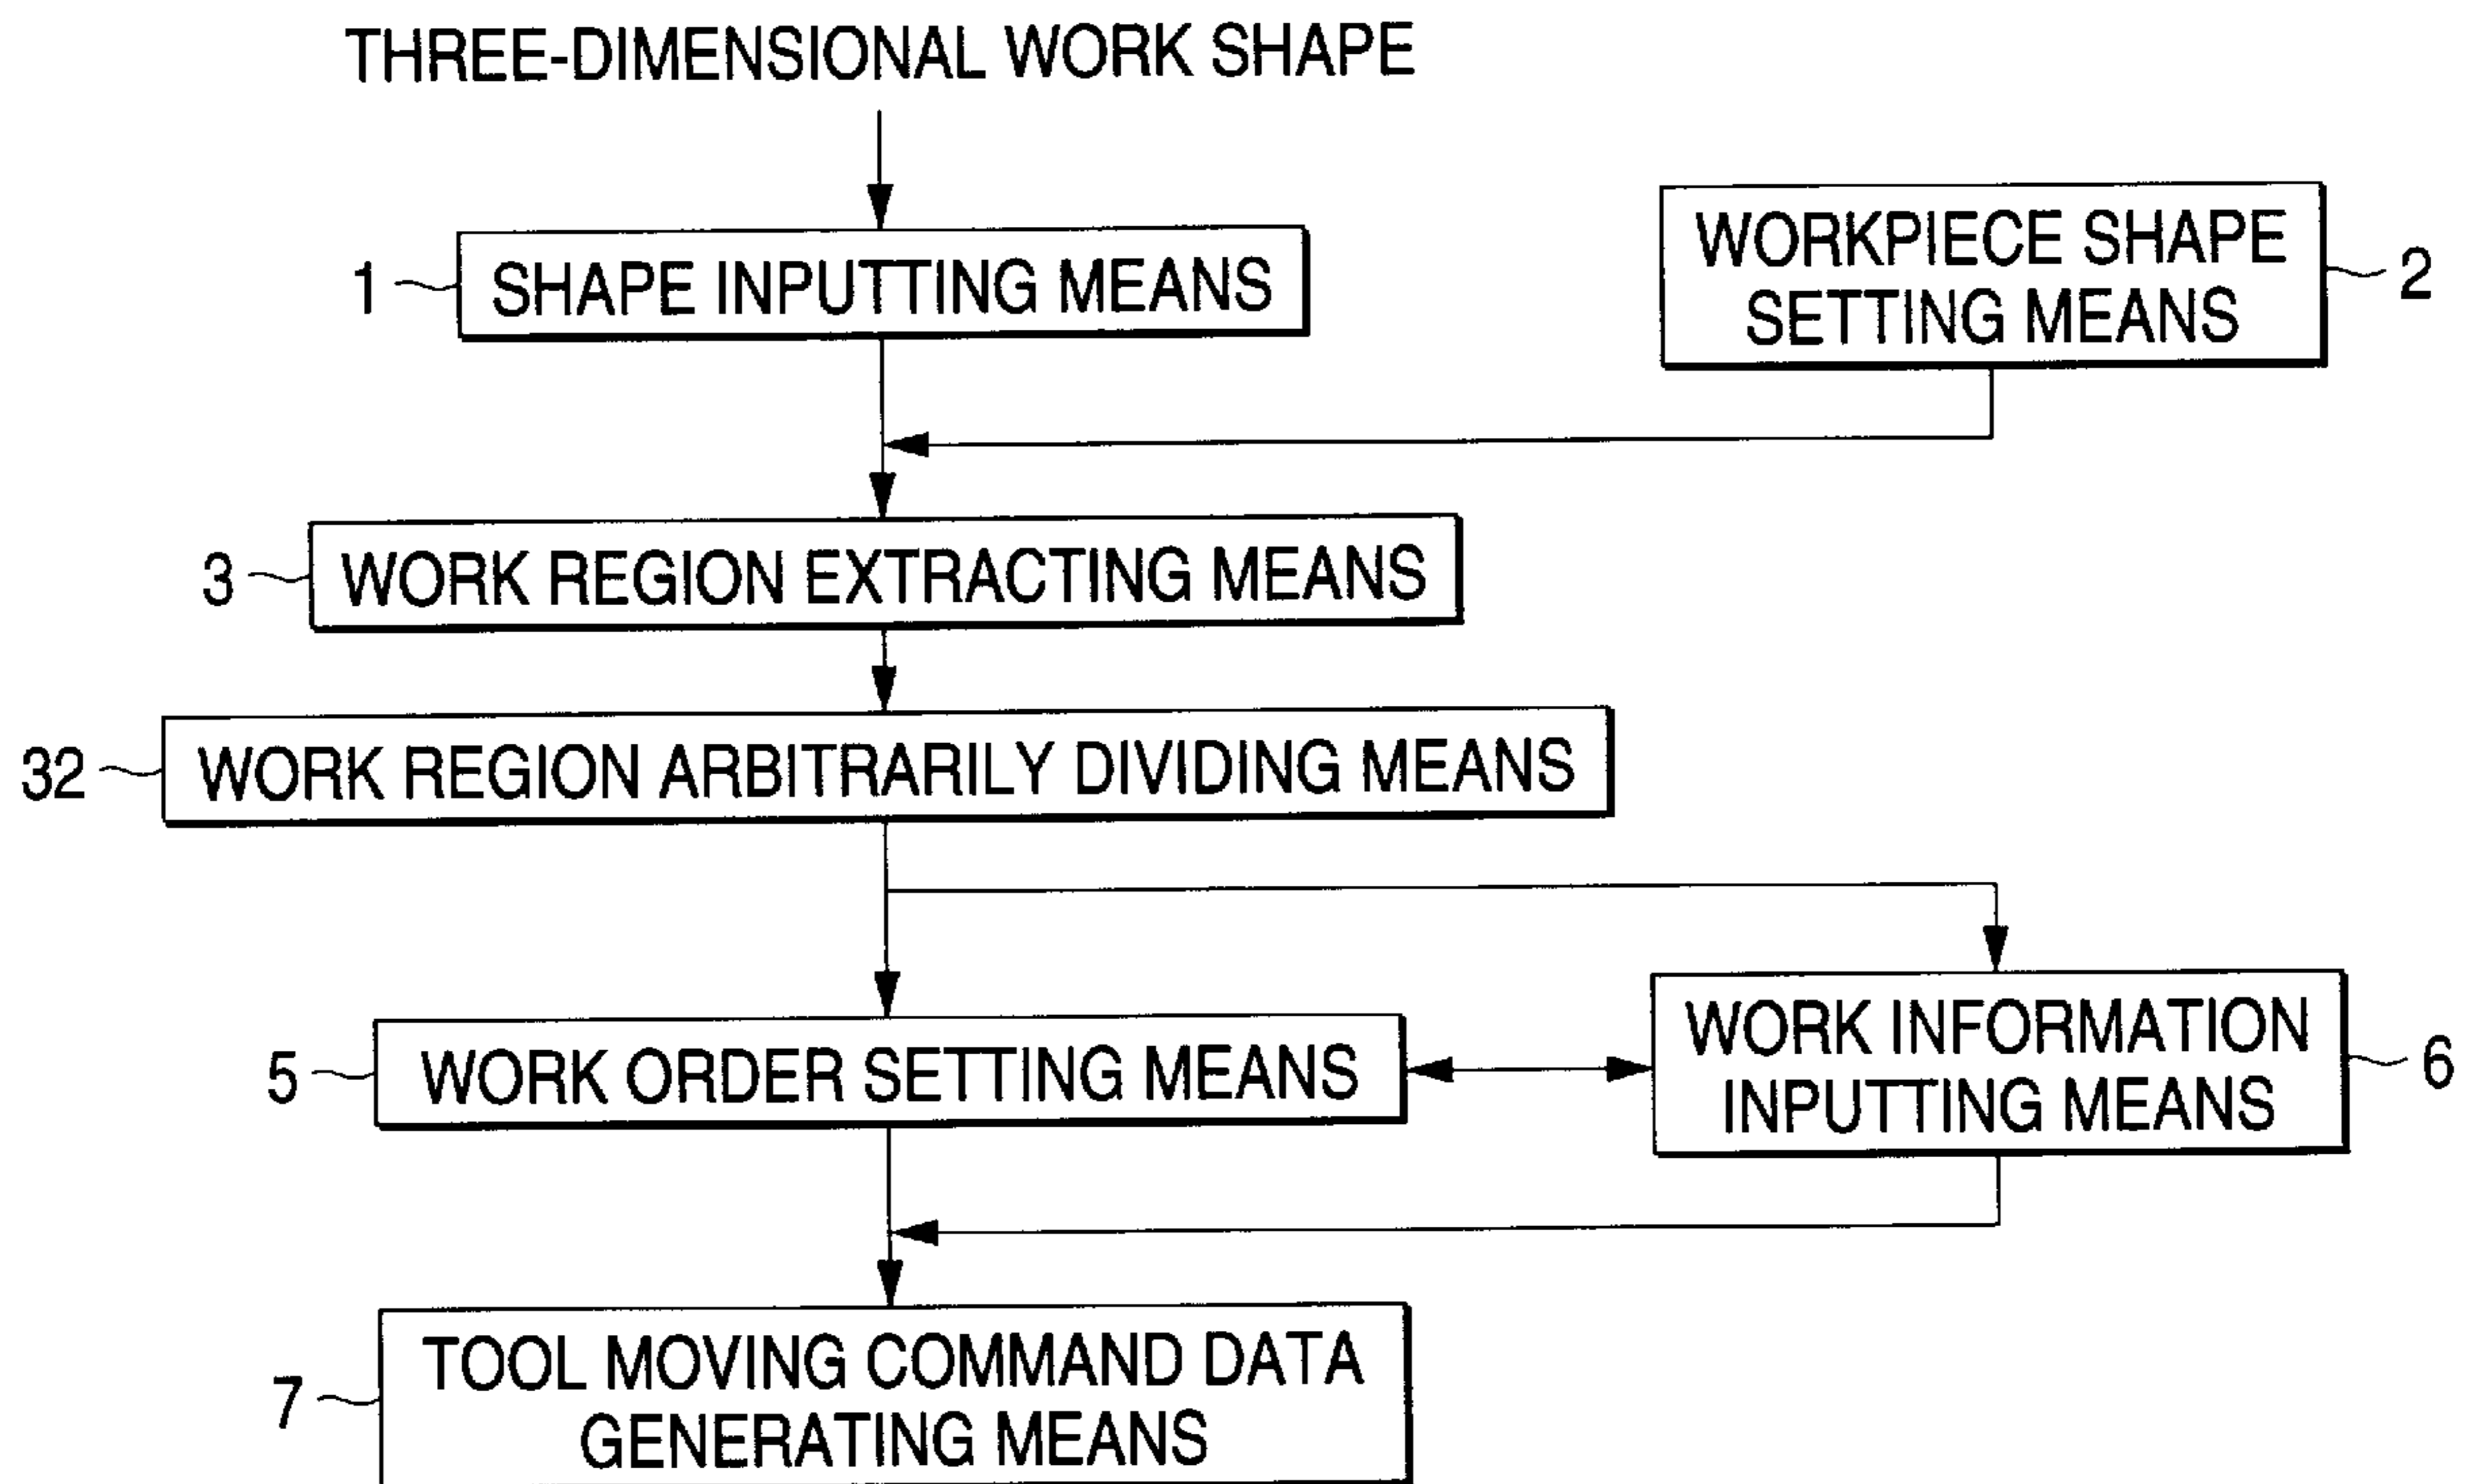 THREE-DIMENSIONAL WORK SHAPE
1
SHAPE INPUTTING MEANS
WORKPIECE SHAPE
SETTING MEANS
2
3
WORK REGION EXTRACTING MEANS
32
WORK REGION ARBITRARILY DIVIDING MEANS
5
WORK ORDER SETTING MEANS
WORK INFORMATION
INPUTTING MEANS
6
7
TOOL MOVING COMMAND DATA
GENERATING MEANS